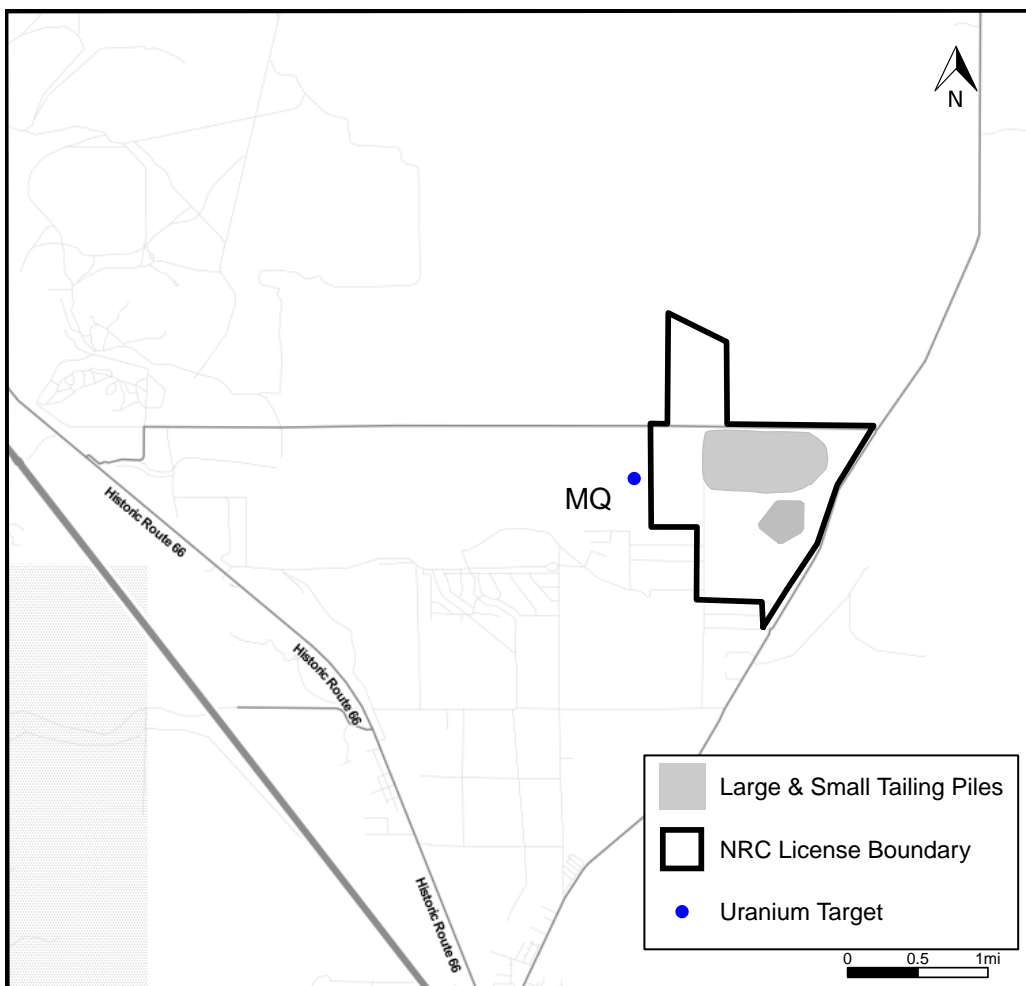 N
MQ
Historic Route 66
Historic Route 66
Historic Route 66
Large & Small Tailing Piles
NRC License Boundary
Uranium Target
0 0.5 1mi